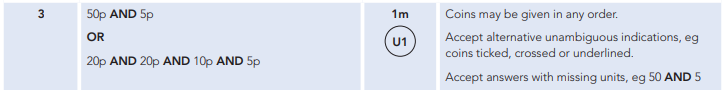 3
50p AND 5p
OR
20p AND 20p AND 10p AND 5p
1m
U1
Coins may be given in any order.
Accept alternative unambiguous indications, eg
coins ticked, crossed or underlined.
Accept answers with missing units, eg 50 AND 5